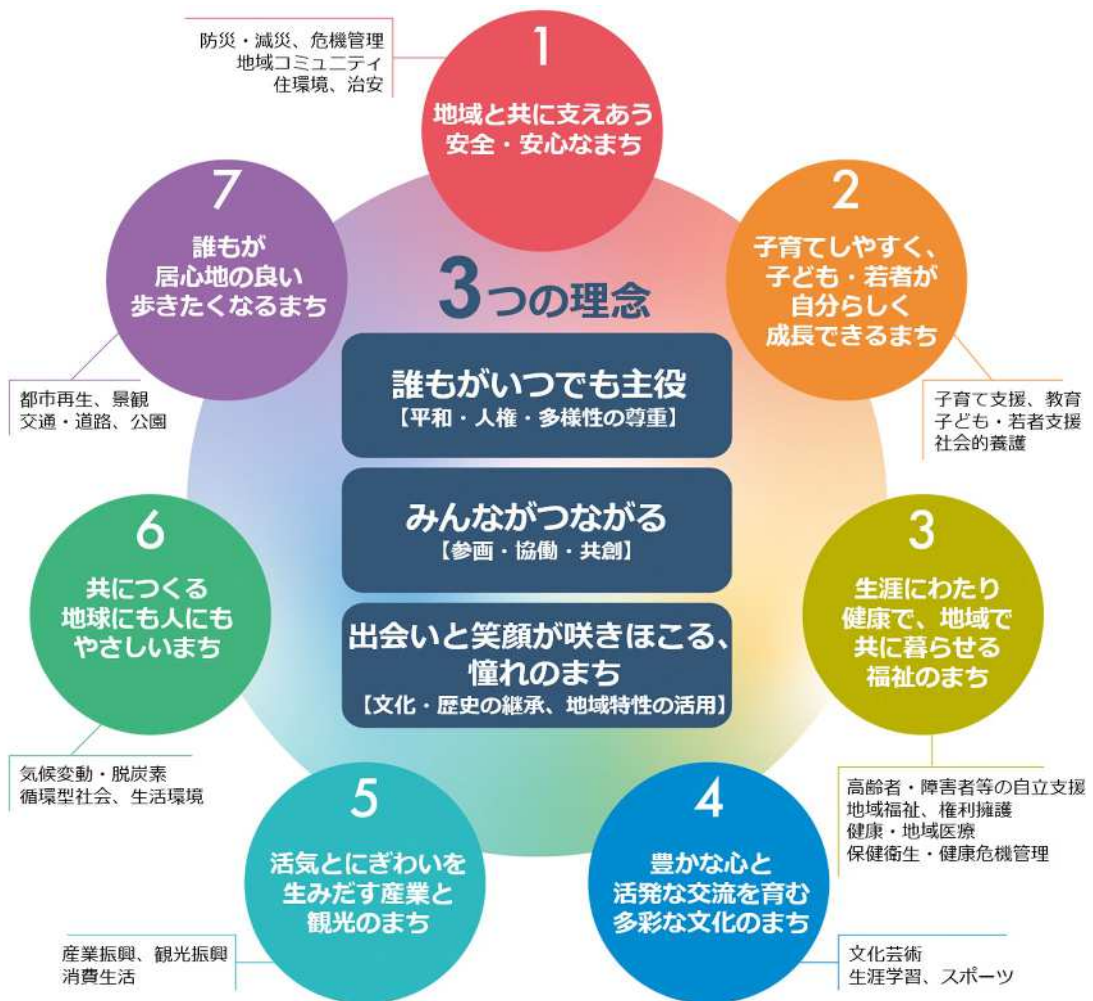 防災・減災、危機管理
地域コミュニティ
住環境、治安
1
地域と共に支えあう
安全・安心なまち
2
子育てしやすく、
子ども・若者が
自分らしく
成長できるまち
子育て支援、教育
子ども・若者支援
社会的養護
3
生涯にわたり
健康で、地域で
共に暮らせる
福祉のまち
高齢者・障害者等の自立支援
地域福祉、権利擁護
健康・地域医療
保健衛生・健康危機管理
4
豊かな心と
活発な交流を育む
多彩な文化のまち
文化芸術
生涯学習、スポーツ
5
活気とにぎわいを
生みだす産業と
観光のまち
産業振興、観光振興
消費生活
6
共につくる
地球にも人にも
やさしいまち
気候変動・脱炭素
循環型社会、生活環境
7
誰もが
居心地の良い
歩きたくなるまち
都市再生、景観
交通・道路、公園
3つの理念
誰もがいつでも主役
【平和・人権・多様性の尊重】
みんながつながる
【参画・協働・共創】
出会いと笑顔が咲きほこる、
憧れのまち
【文化・歴史の継承、地域特性の活用】